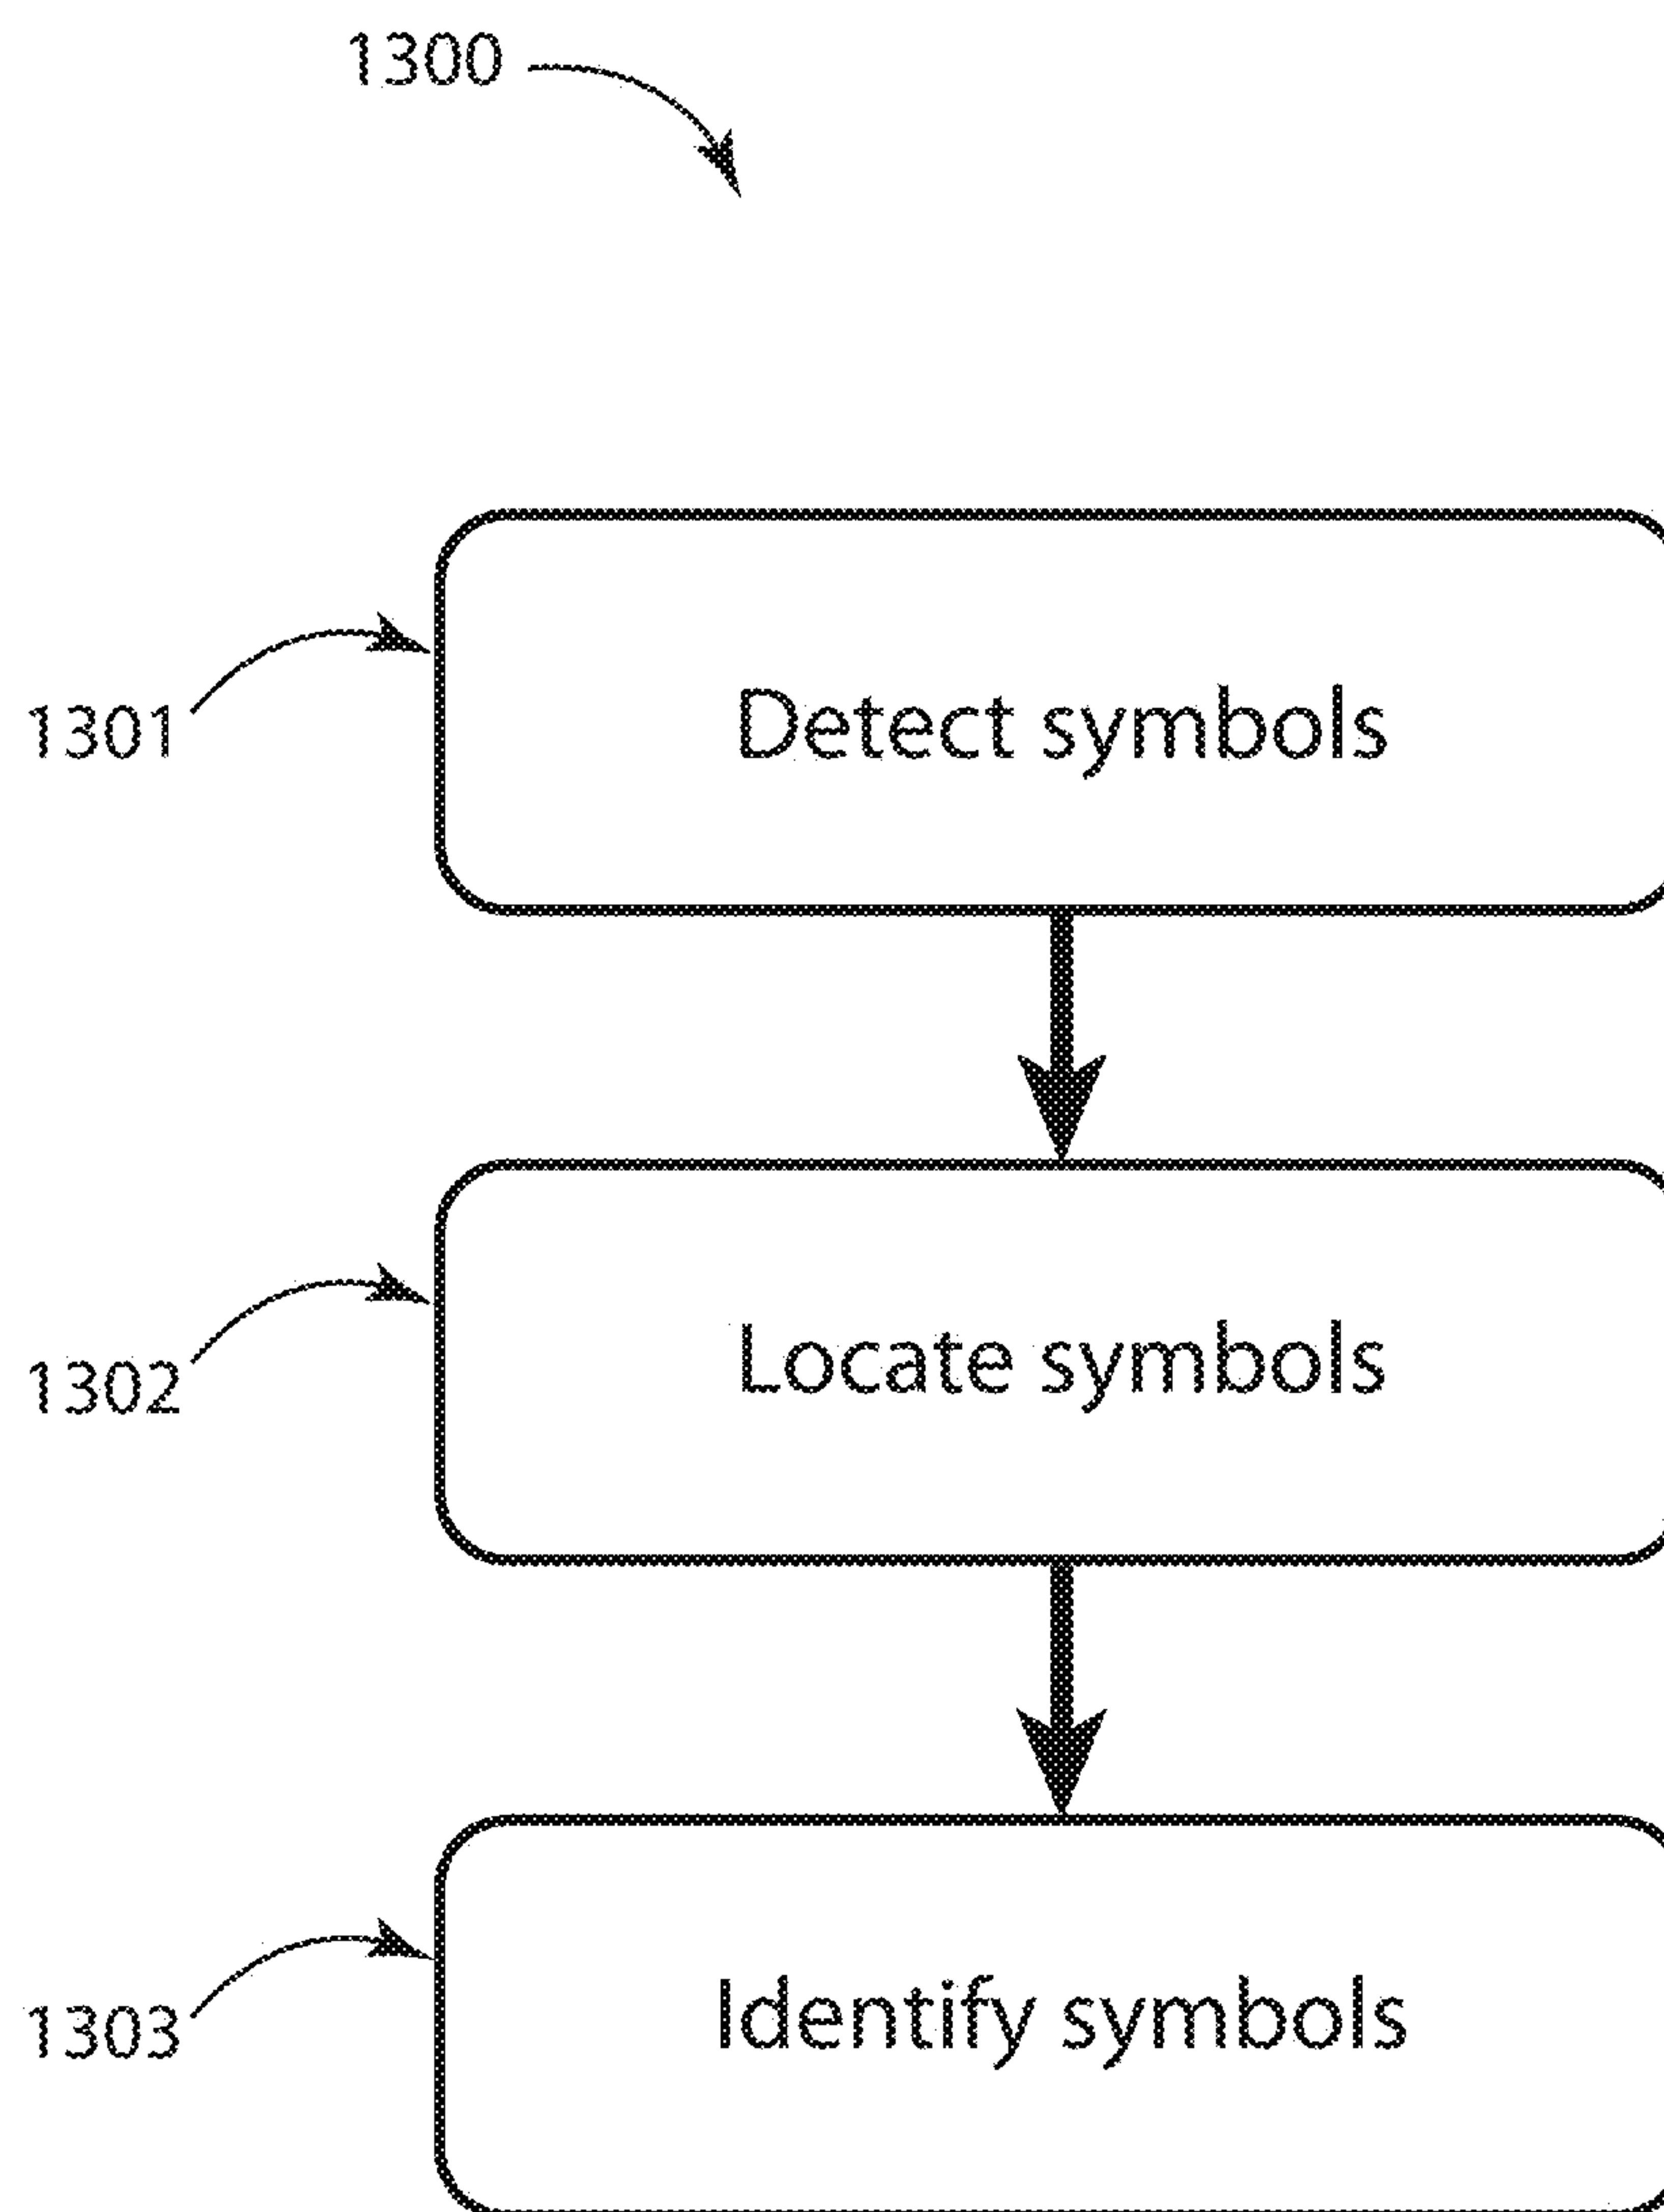 1300
Detect symbols
1301
Locate symbols
1302
Identify symbols
1303